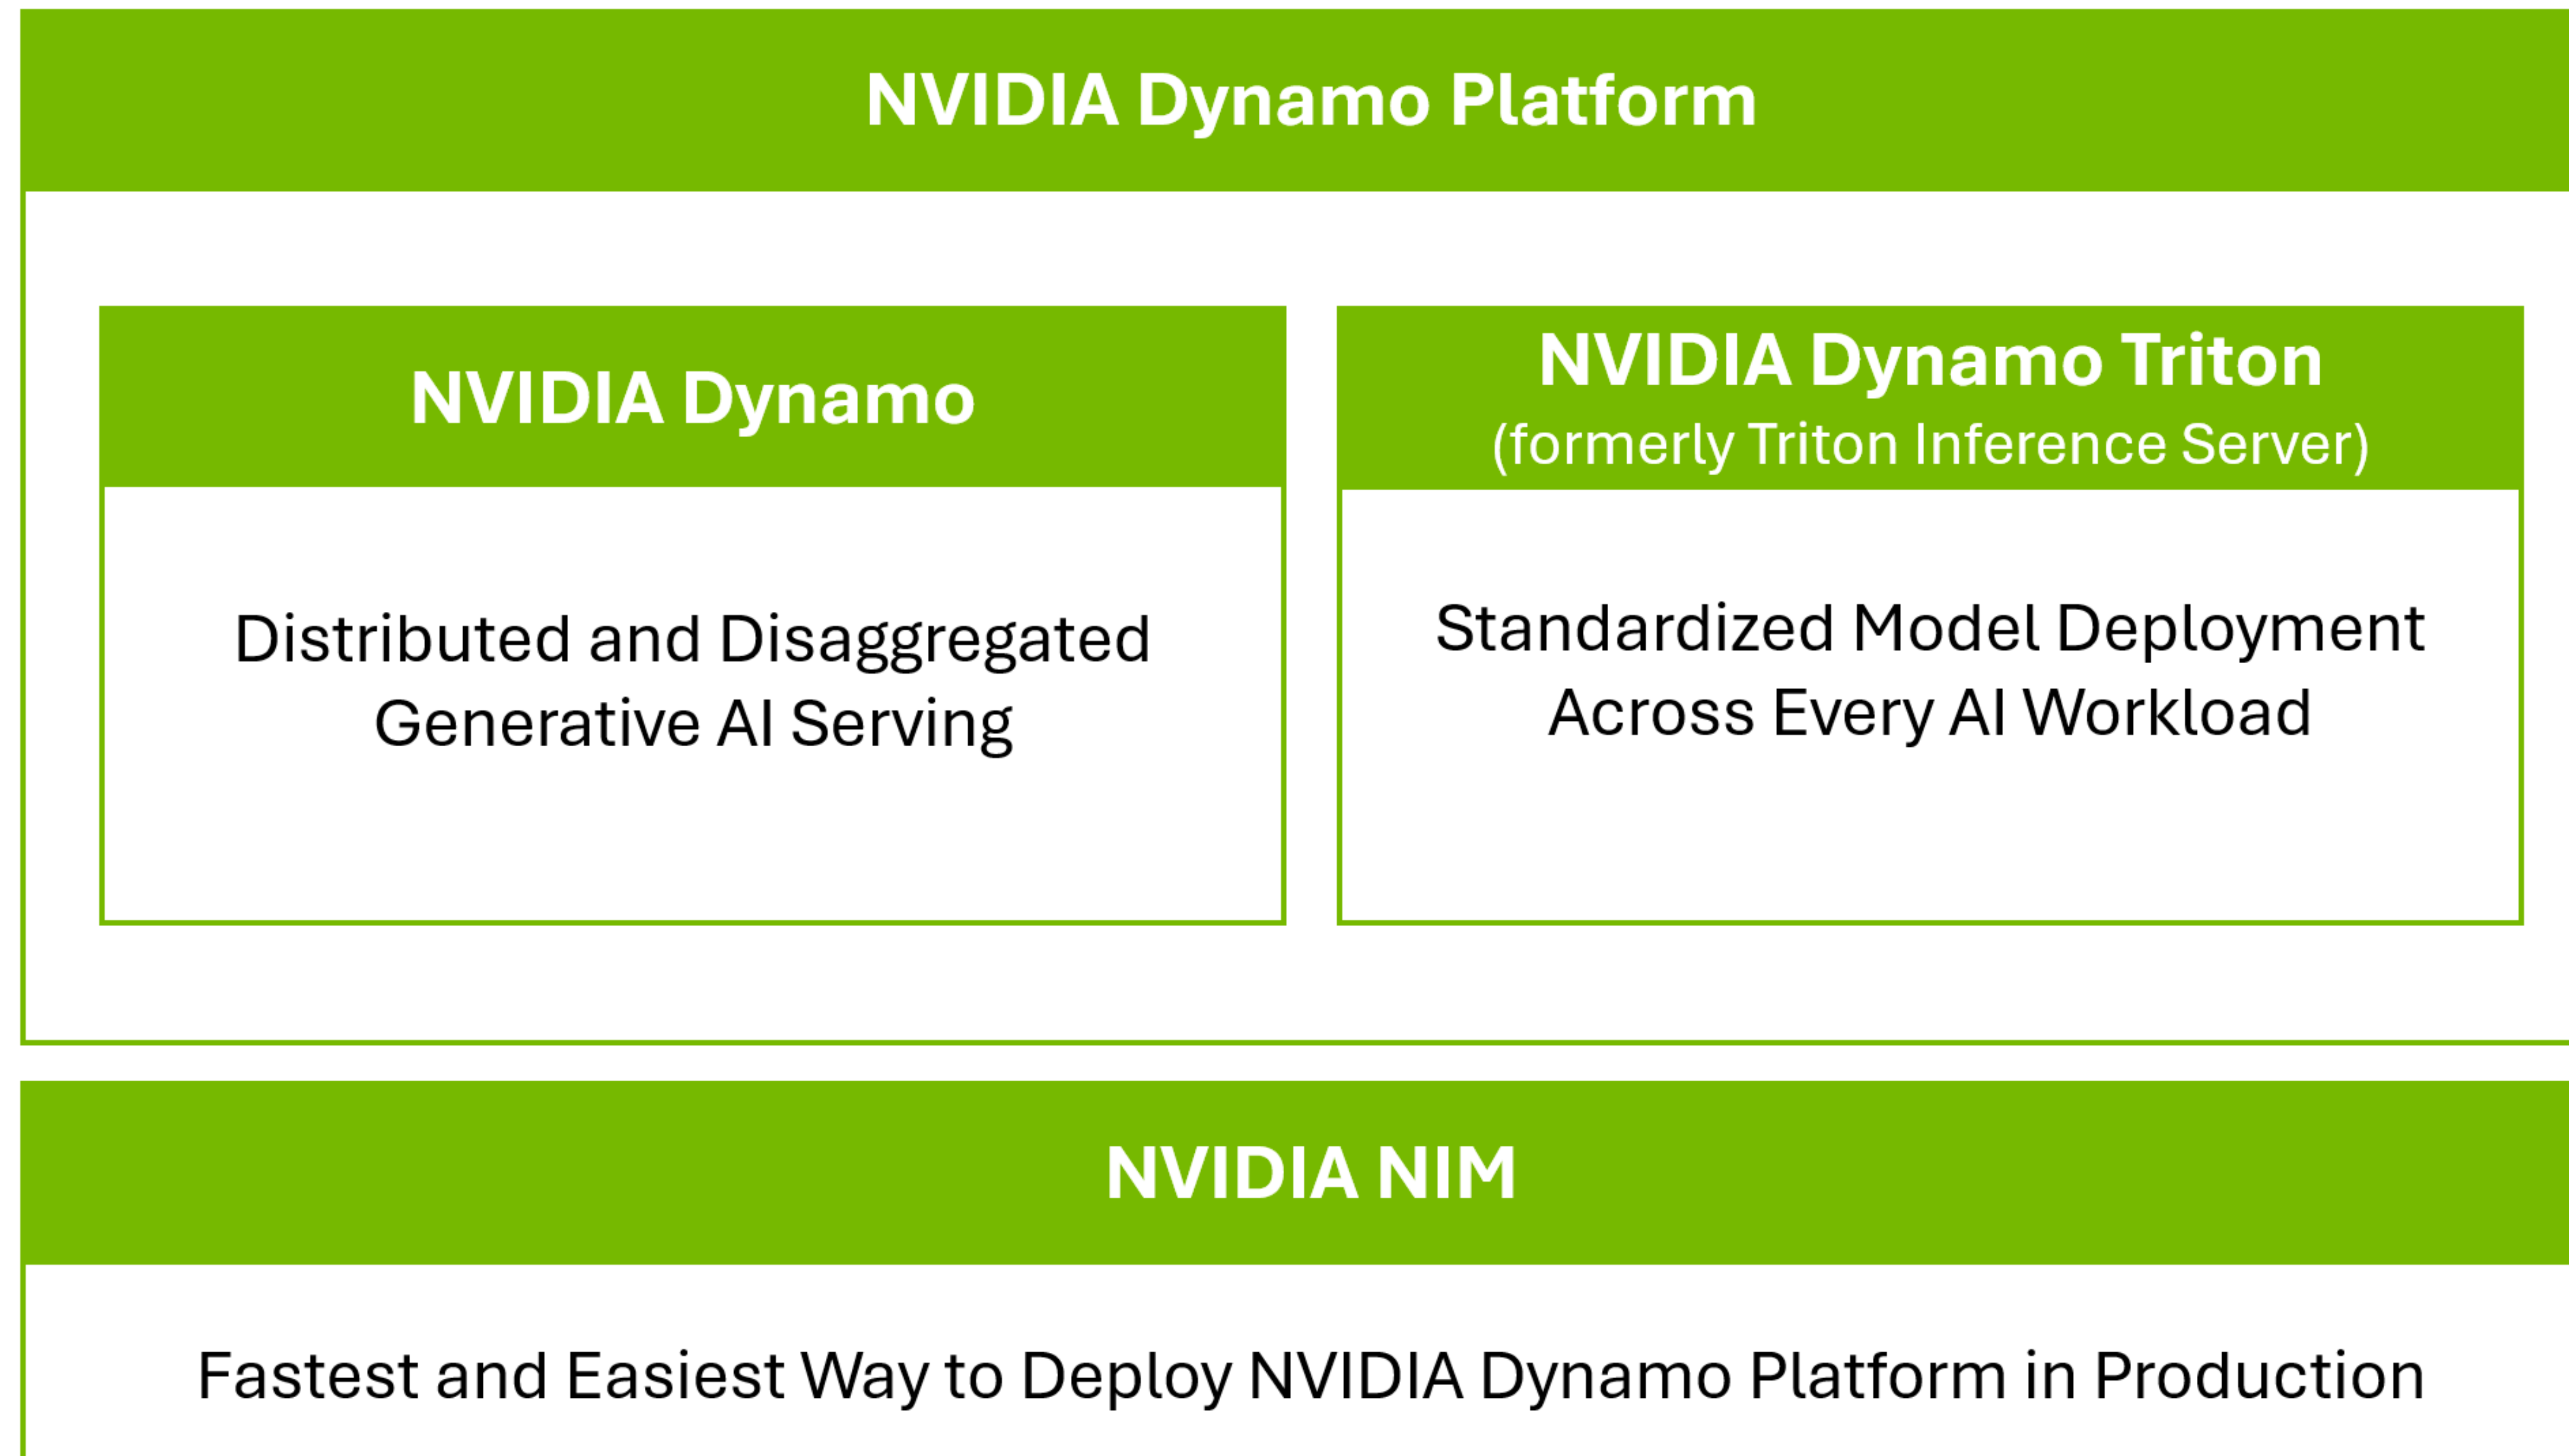 NVIDIA Dynamo Platform
NVIDIA Dynamo
Distributed and Disaggregated
Generative AI Serving
NVIDIA Dynamo Triton
(formerly Triton Inference Server)
Standardized Model Deployment
Across Every AI Workload
NVIDIA NIM
Fastest and Easiest Way to Deploy NVIDIA Dynamo Platform in Production